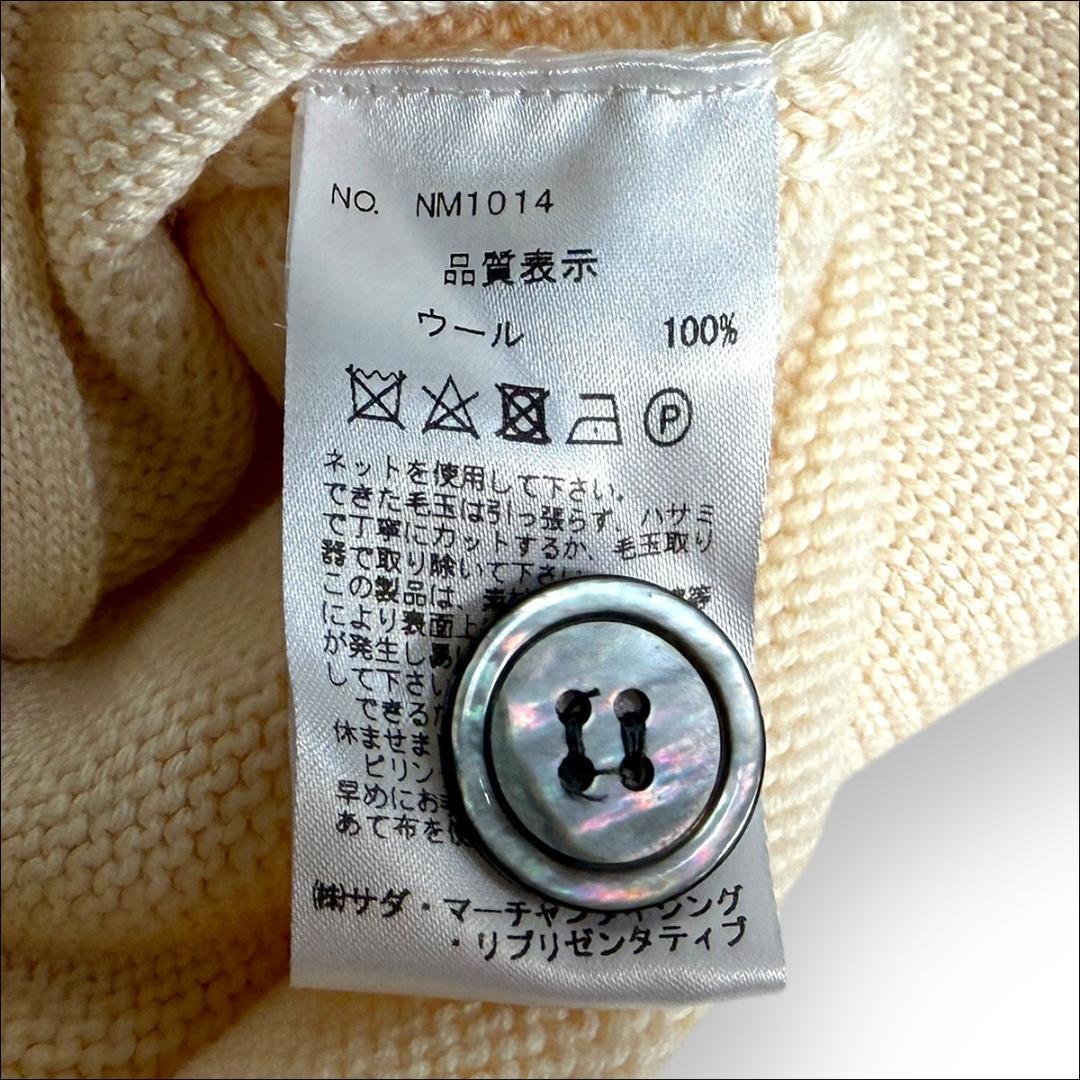 NO. NM1014
品質表示
ウール 100%
P
ネットを使用して下さい。
できた毛玉は引っ張らず、ハサミ
で丁寧にカットするか、毛玉取り
器で取り除いて下さい
この製品は、素 等
により表面上
が発生し易
して下さい
できるだ
休ませま
ピリン
早めにお手
あて布を使
㈱サダ・マーチャンダイジング
・リプリゼンタティブ